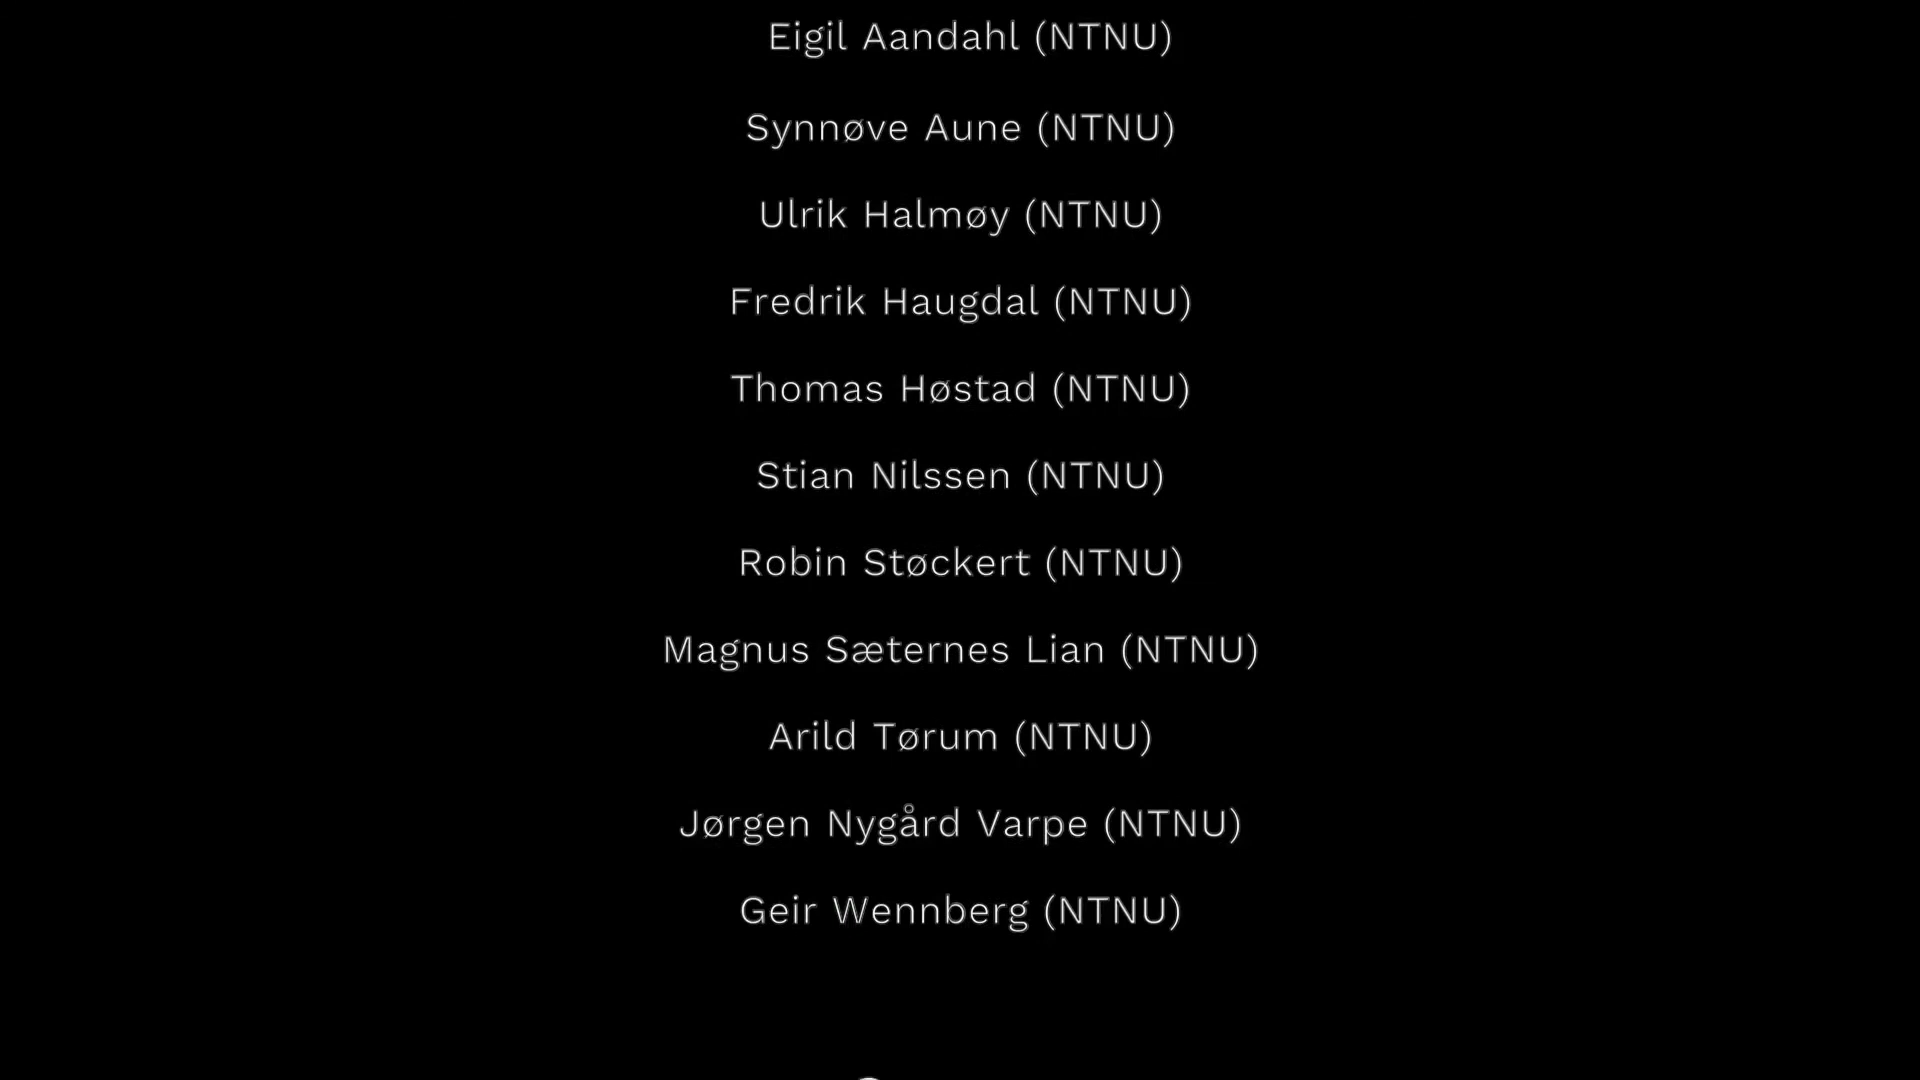 Eigil Aandahl (NTNU)
Synnøve Aune (NTNU)
Ulrik Halmøy (NTNU)
Fredrik Haugdal (NTNU)
Thomas Høstad (NTNU)
Stian Nilssen (NTNU)
Robin Støckert (NTNU)
Magnus Sæternes Lian (NTNU)
Arild Tørum (NTNU)
Jørgen Nygård Varpe (NTNU)
Geir Wennberg (NTNU)